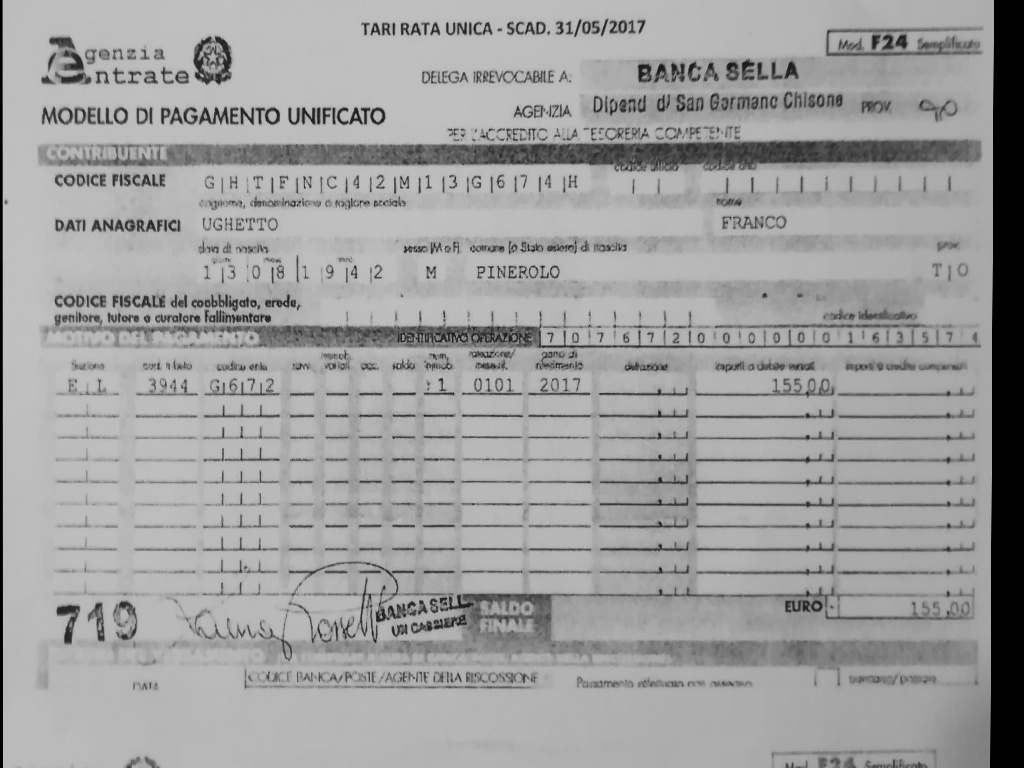 TARI RATA UNICA - SCAD. 31/05/2017
Agenzia Entrate
Mod. F24 Semplificato
DELEGA IRREVOCABILE A: BANCA SELLA
MODELLO DI PAGAMENTO UNIFICATO
AGENZIA Dipend di San Germano Chisone PROV.
PER L'ACCREDITO ALLA TESORERIA COMPETENTE
CONTRIBUENTE
codice ufficio codice atto
CODICE FISCALE G H T F N C 4 2 M 1 3 G 6 7 4 H
cognome, denominazione o ragione sociale nome
DATI ANAGRAFICI UGHETTO FRANCO
data di nascita sesso (M o F) comune (o Stato estero) di nascita prov.
giorno mese anno
1 3 0 8 1 9 4 2 M PINEROLO T O
CODICE FISCALE del coobbligato, erede,
genitore, tutore o curatore fallimentare codice identificativo
MOTIVO DEL PAGAMENTO IDENTIFICATIVO OPERAZIONE 7 0 7 6 7 2 0 0 0 0 0 0 1 6 3 5 7 4
Sezione cod. tributo codice ente ravv. immob. variati acc. saldo num. immob. rateazione/ mese rif. anno di riferimento detrazione importi a debito versati importi a credito compensati
E L 3944 G 6 7 2 1 0101 2017 155,00
719
BANCA SELL
UN CASSIERE
SALDO FINALE
EURO 155,00
DATA CODICE BANCA/POSTE/AGENTE DELLA RISCOSSIONE Pagamento effettuato con assegno bancario/postale
Mod. F24 Semplificato